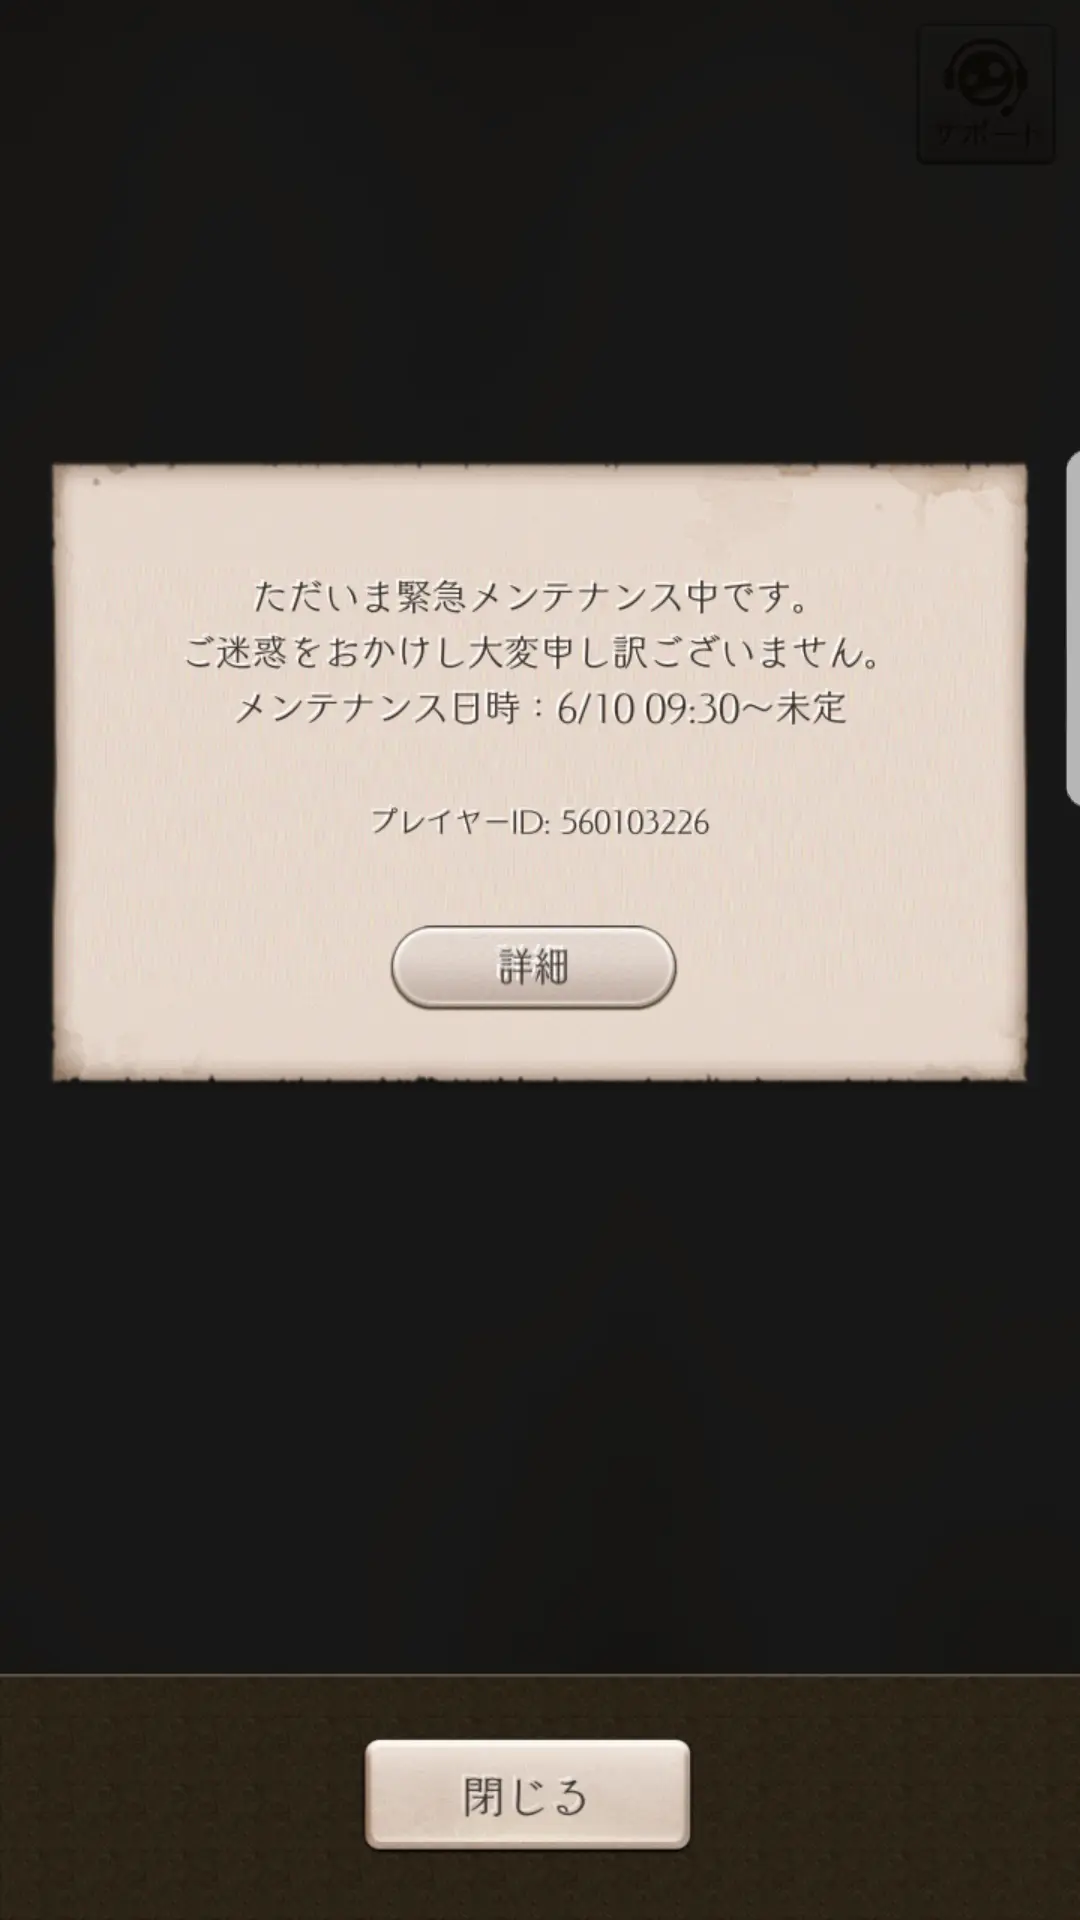 サポート
ただいま緊急メンテナンス中です。
ご迷惑をおかけし大変申し訳ございません。
メンテナンス日時：6/10 09:30～未定
プレイヤーID: 560103226
詳細
閉じる